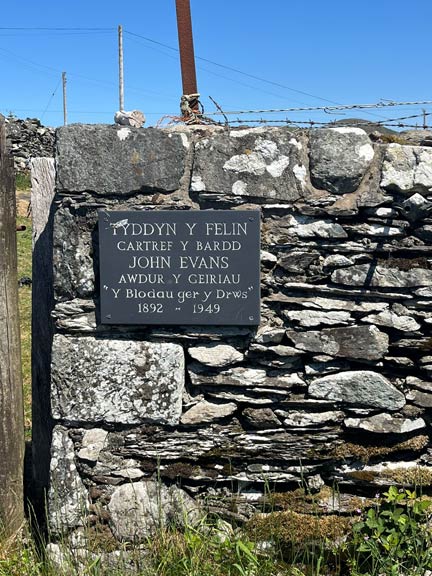 TYDDYN Y FELIN
CARTREF Y BARDD
JOHN EVANS
AWDUR Y GEIRIAU
"Y Blodau ger y Drws"
1892 - 1949